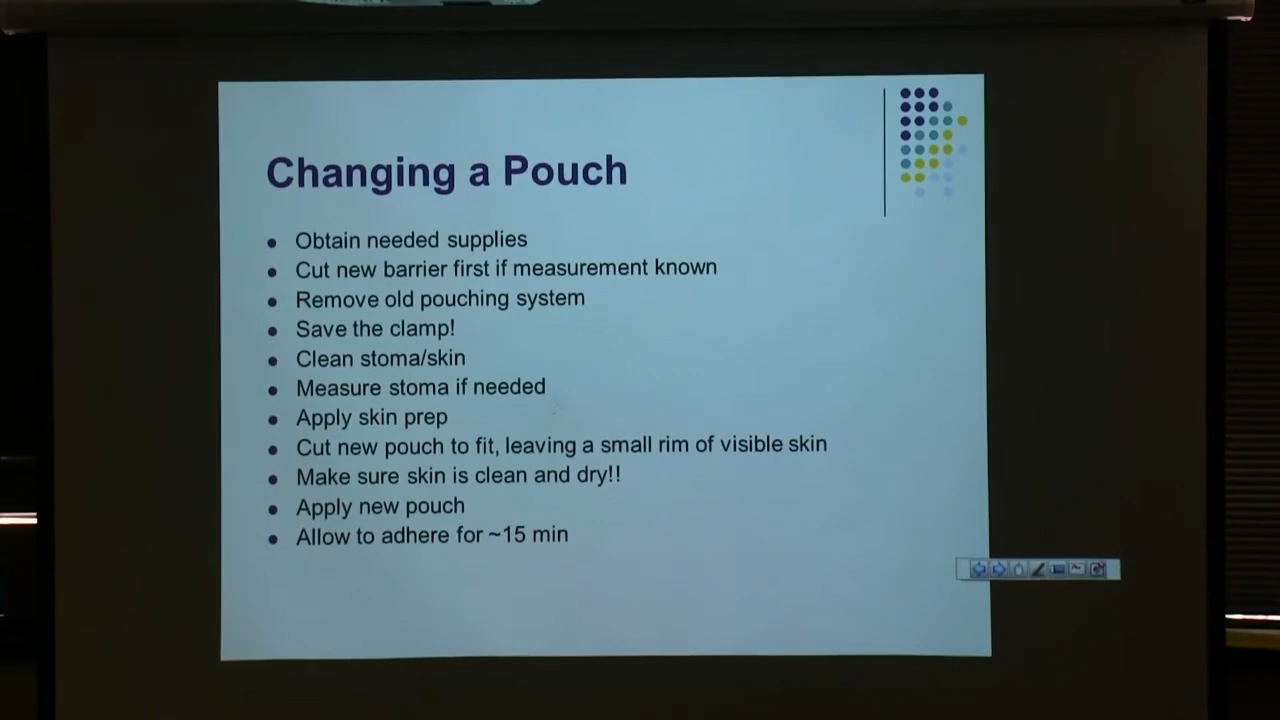 Changing a Pouch
Obtain needed supplies
Cut new barrier first if measurement known
Remove old pouching system
Save the clamp!
Clean stoma/skin
Measure stoma if needed
Apply skin prep
Cut new pouch to fit, leaving a small rim of visible skin
Make sure skin is clean and dry!!
Apply new pouch
Allow to adhere for ~15 min